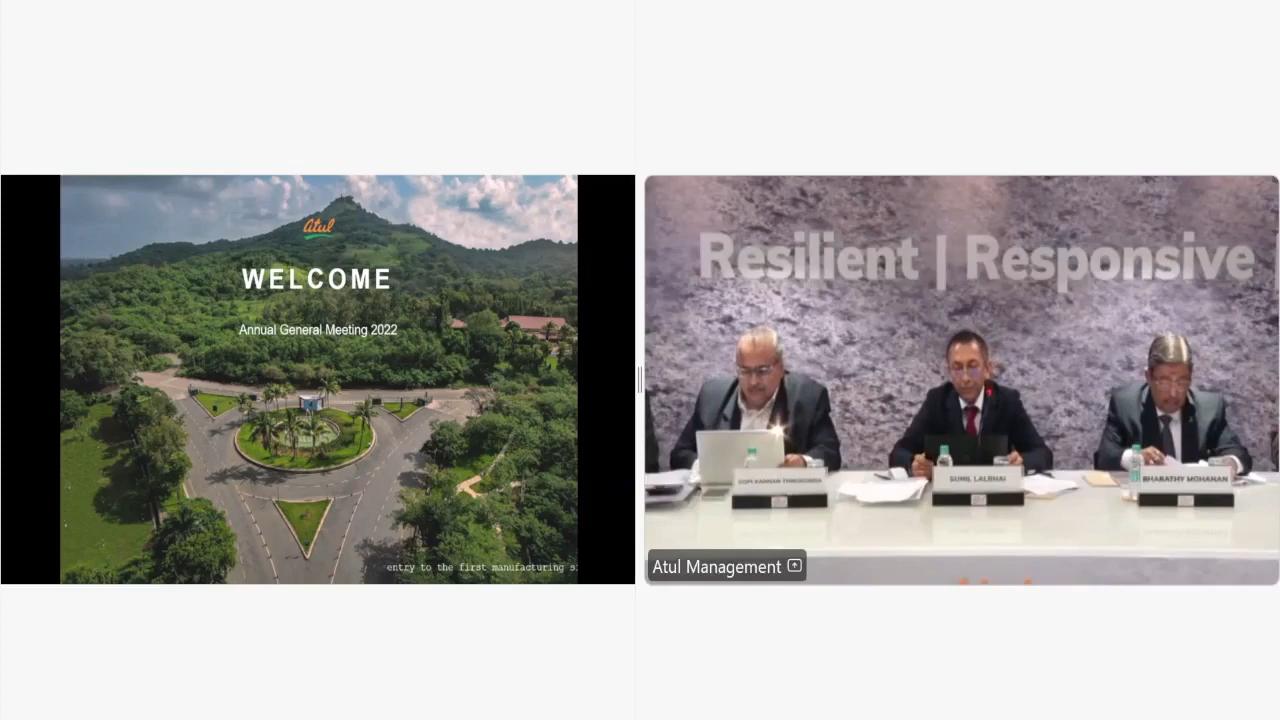 atul
WELCOME
Annual General Meeting 2022
entry to the first manufacturing s
Resilient | Responsive
SUNIL LALBHAI
BHARATHY MOHANAN
Atul Management